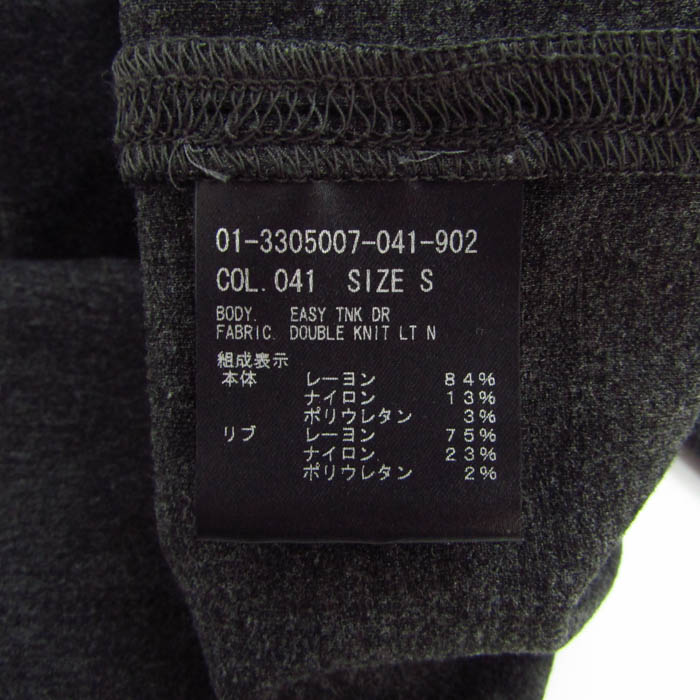 01-3305007-041-902
COL.041 SIZE S
BODY. EASY TNK DR
FABRIC. DOUBLE KNIT LT N
組成表示
本体 レーヨン 84%
ナイロン 13%
ポリウレタン 3%
リブ レーヨン 75%
ナイロン 23%
ポリウレタン 2%